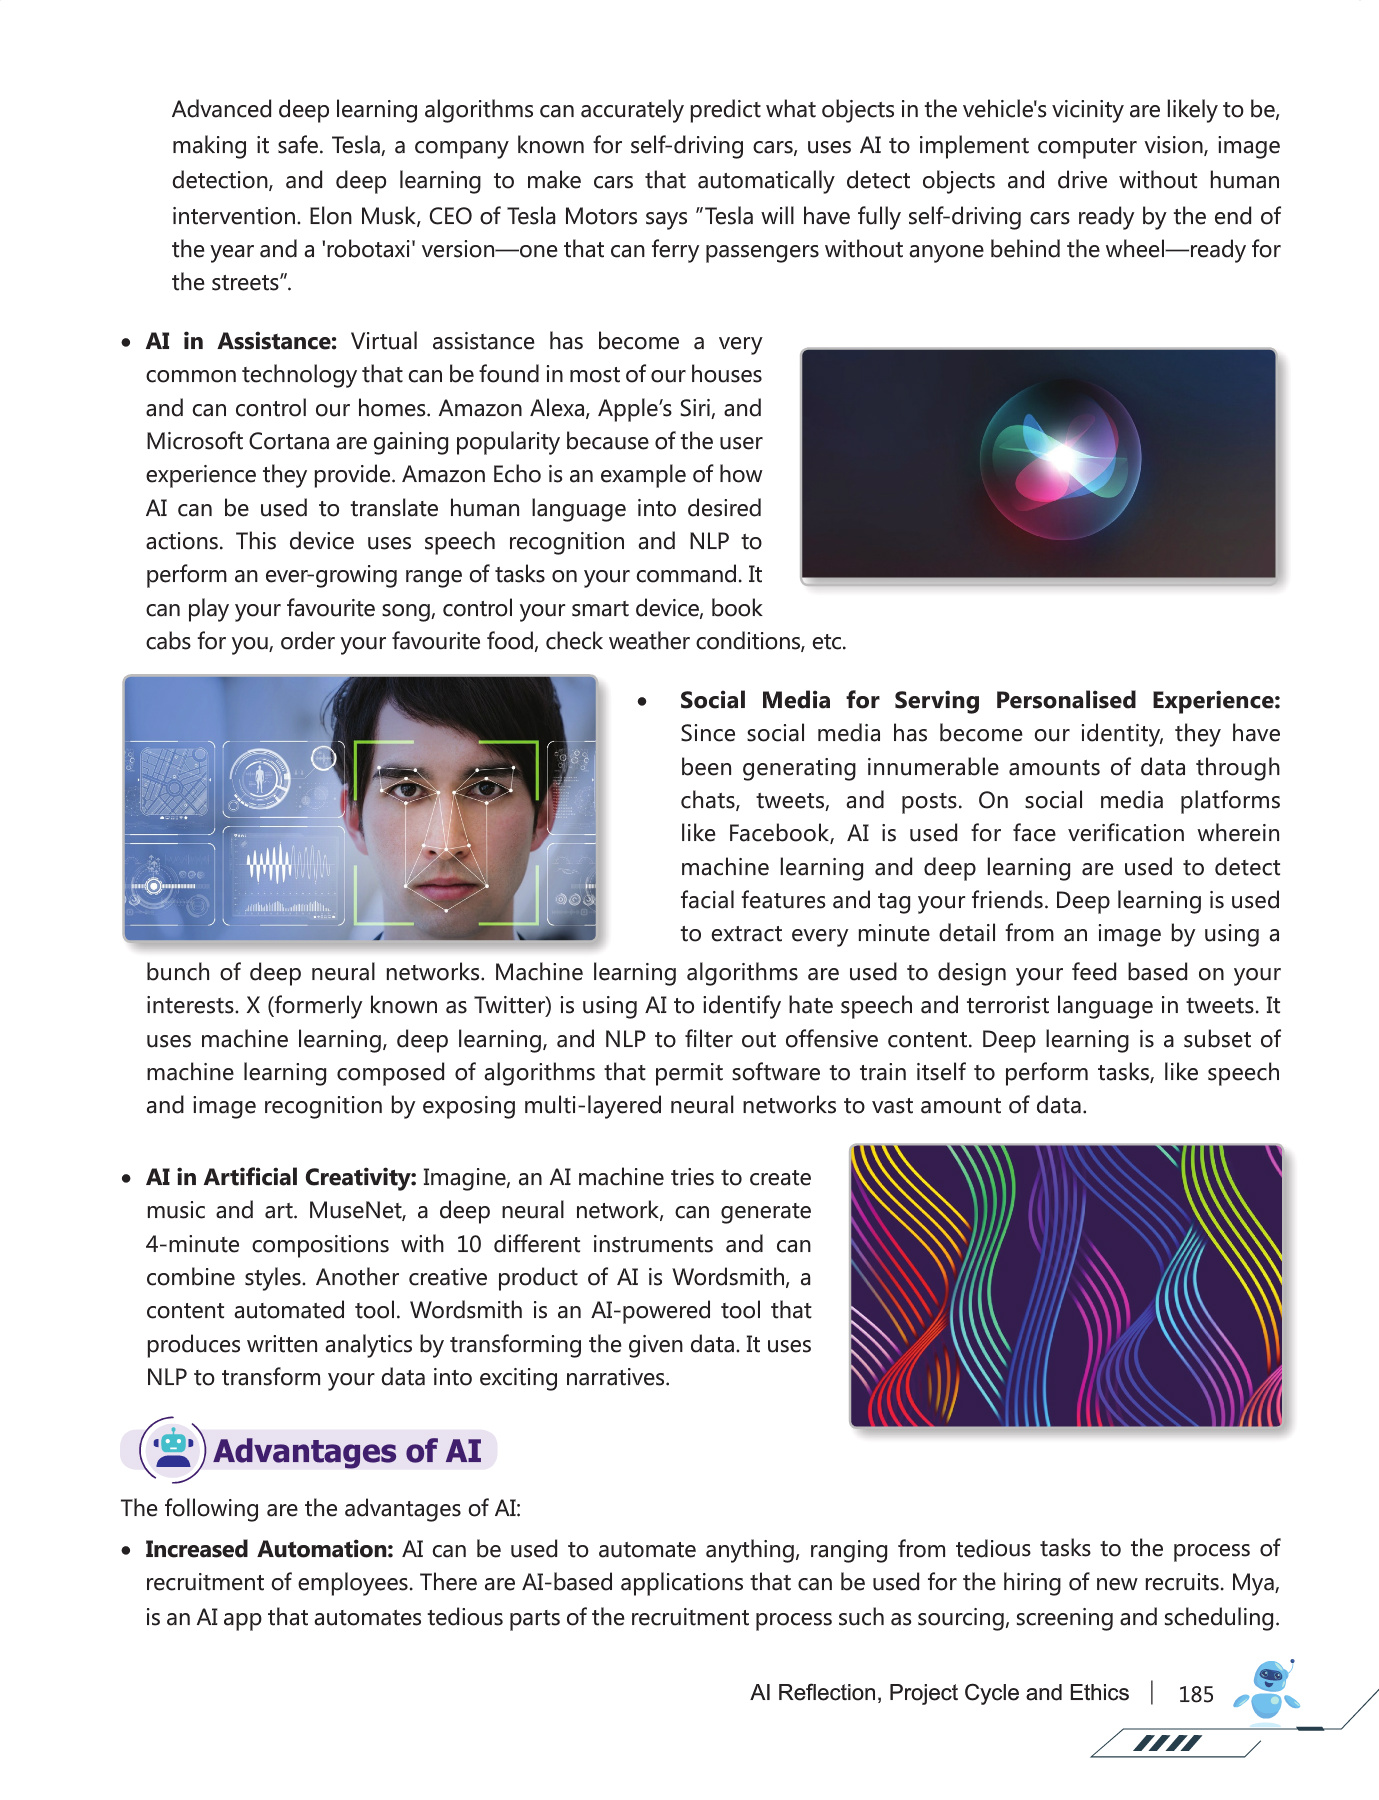 Advanced deep learning algorithms can accurately predict what objects in the vehicle's vicinity are likely to be,
making it safe. Tesla, a company known for self-driving cars, uses AI to implement computer vision, image
detection, and deep learning to make cars that automatically detect objects and drive without human
intervention. Elon Musk, CEO of Tesla Motors says ″Tesla will have fully self-driving cars ready by the end of
the year and a 'robotaxi' version—one that can ferry passengers without anyone behind the wheel—ready for
the streets″.
• AI in Assistance: Virtual assistance has become a very
common technology that can be found in most of our houses
and can control our homes. Amazon Alexa, Apple’s Siri, and
Microsoft Cortana are gaining popularity because of the user
experience they provide. Amazon Echo is an example of how
AI can be used to translate human language into desired
actions. This device uses speech recognition and NLP to
perform an ever-growing range of tasks on your command. It
can play your favourite song, control your smart device, book
cabs for you, order your favourite food, check weather conditions, etc.
• Social Media for Serving Personalised Experience:
Since social media has become our identity, they have
been generating innumerable amounts of data through
chats, tweets, and posts. On social media platforms
like Facebook, AI is used for face verification wherein
machine learning and deep learning are used to detect
facial features and tag your friends. Deep learning is used
to extract every minute detail from an image by using a
bunch of deep neural networks. Machine learning algorithms are used to design your feed based on your
interests. X (formerly known as Twitter) is using AI to identify hate speech and terrorist language in tweets. It
uses machine learning, deep learning, and NLP to filter out offensive content. Deep learning is a subset of
machine learning composed of algorithms that permit software to train itself to perform tasks, like speech
and image recognition by exposing multi-layered neural networks to vast amount of data.
• AI in Artificial Creativity: Imagine, an AI machine tries to create
music and art. MuseNet, a deep neural network, can generate
4-minute compositions with 10 different instruments and can
combine styles. Another creative product of AI is Wordsmith, a
content automated tool. Wordsmith is an AI-powered tool that
produces written analytics by transforming the given data. It uses
NLP to transform your data into exciting narratives.
Advantages of AI
The following are the advantages of AI:
• Increased Automation: AI can be used to automate anything, ranging from tedious tasks to the process of
recruitment of employees. There are AI-based applications that can be used for the hiring of new recruits. Mya,
is an AI app that automates tedious parts of the recruitment process such as sourcing, screening and scheduling.
AI Reflection, Project Cycle and Ethics | 185